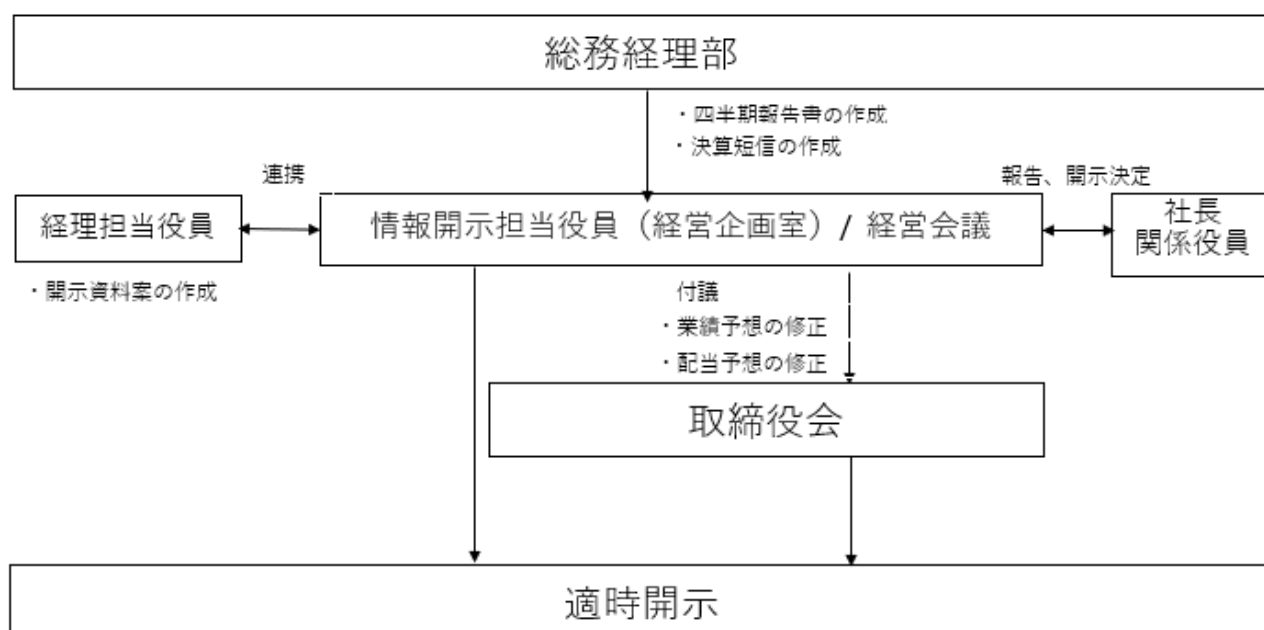 総務経理部
・四半期報告書の作成
・決算短信の作成
連携
報告、開示決定
経理担当役員
情報開示担当役員（経営企画室）/ 経営会議
社長
関係役員
・開示資料案の作成
付議
・業績予想の修正
・配当予想の修正
取締役会
適時開示